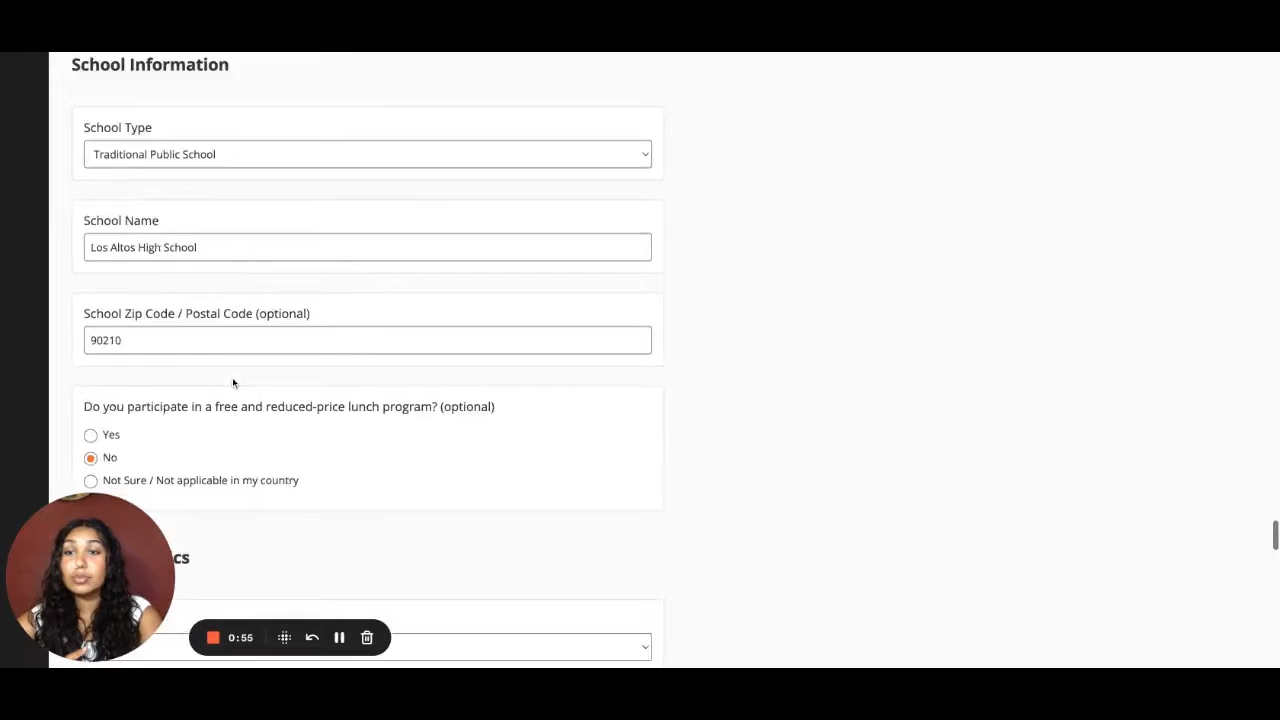 School Information
School Type
Traditional Public School
School Name
Los Altos High School
School Zip Code / Postal Code (optional)
90210
Do you participate in a free and reduced-price lunch program? (optional)
Yes
No
Not Sure / Not applicable in my country
cs
0:55